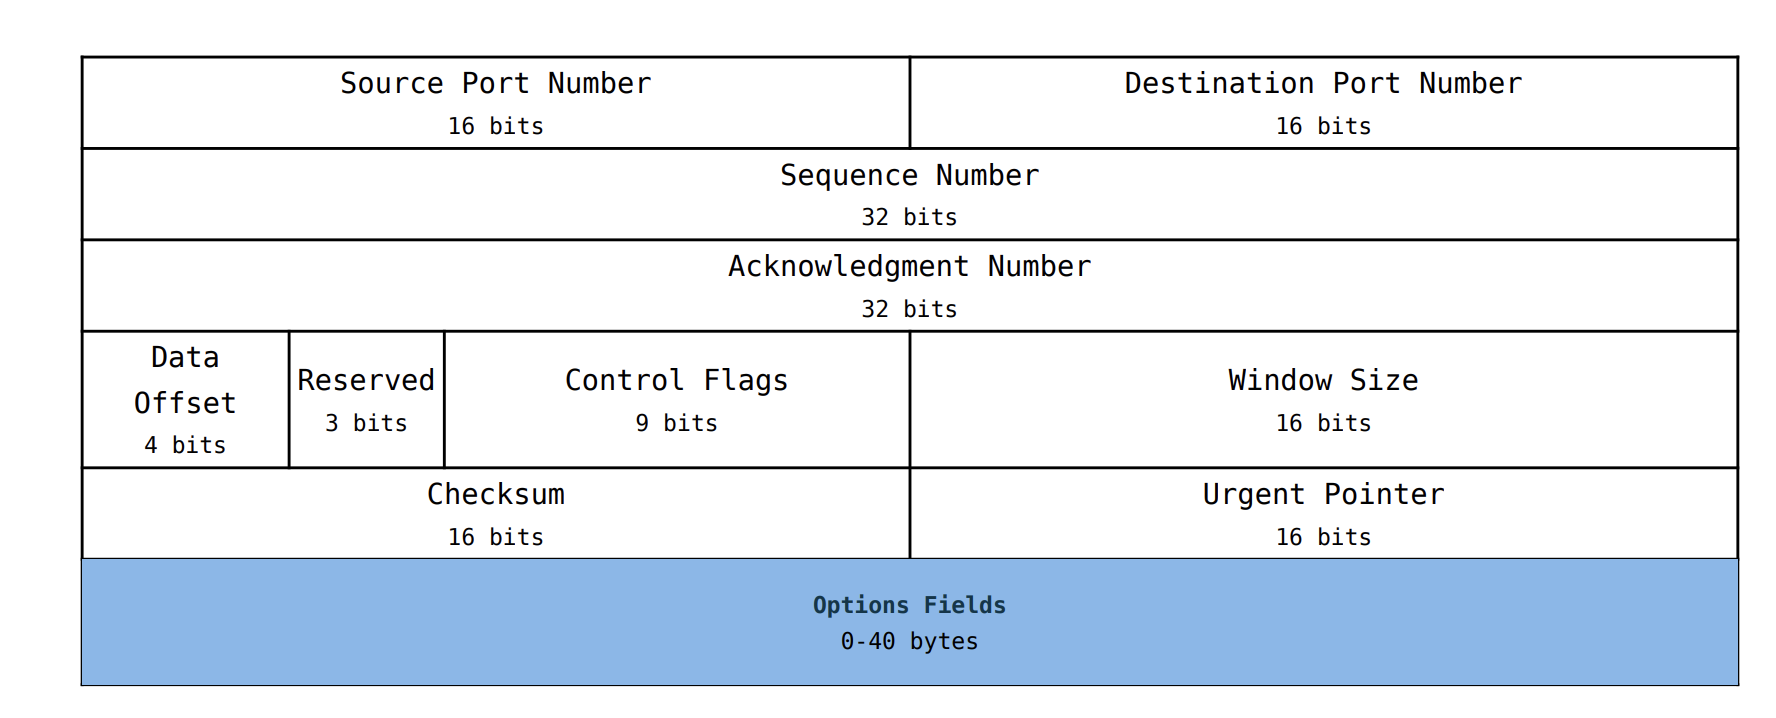 Source Port Number
16 bits
Destination Port Number
16 bits
Sequence Number
32 bits
Acknowledgment Number
32 bits
Data
Offset
4 bits
Reserved
3 bits
Control Flags
9 bits
Window Size
16 bits
Checksum
16 bits
Urgent Pointer
16 bits
Options Fields
0-40 bytes